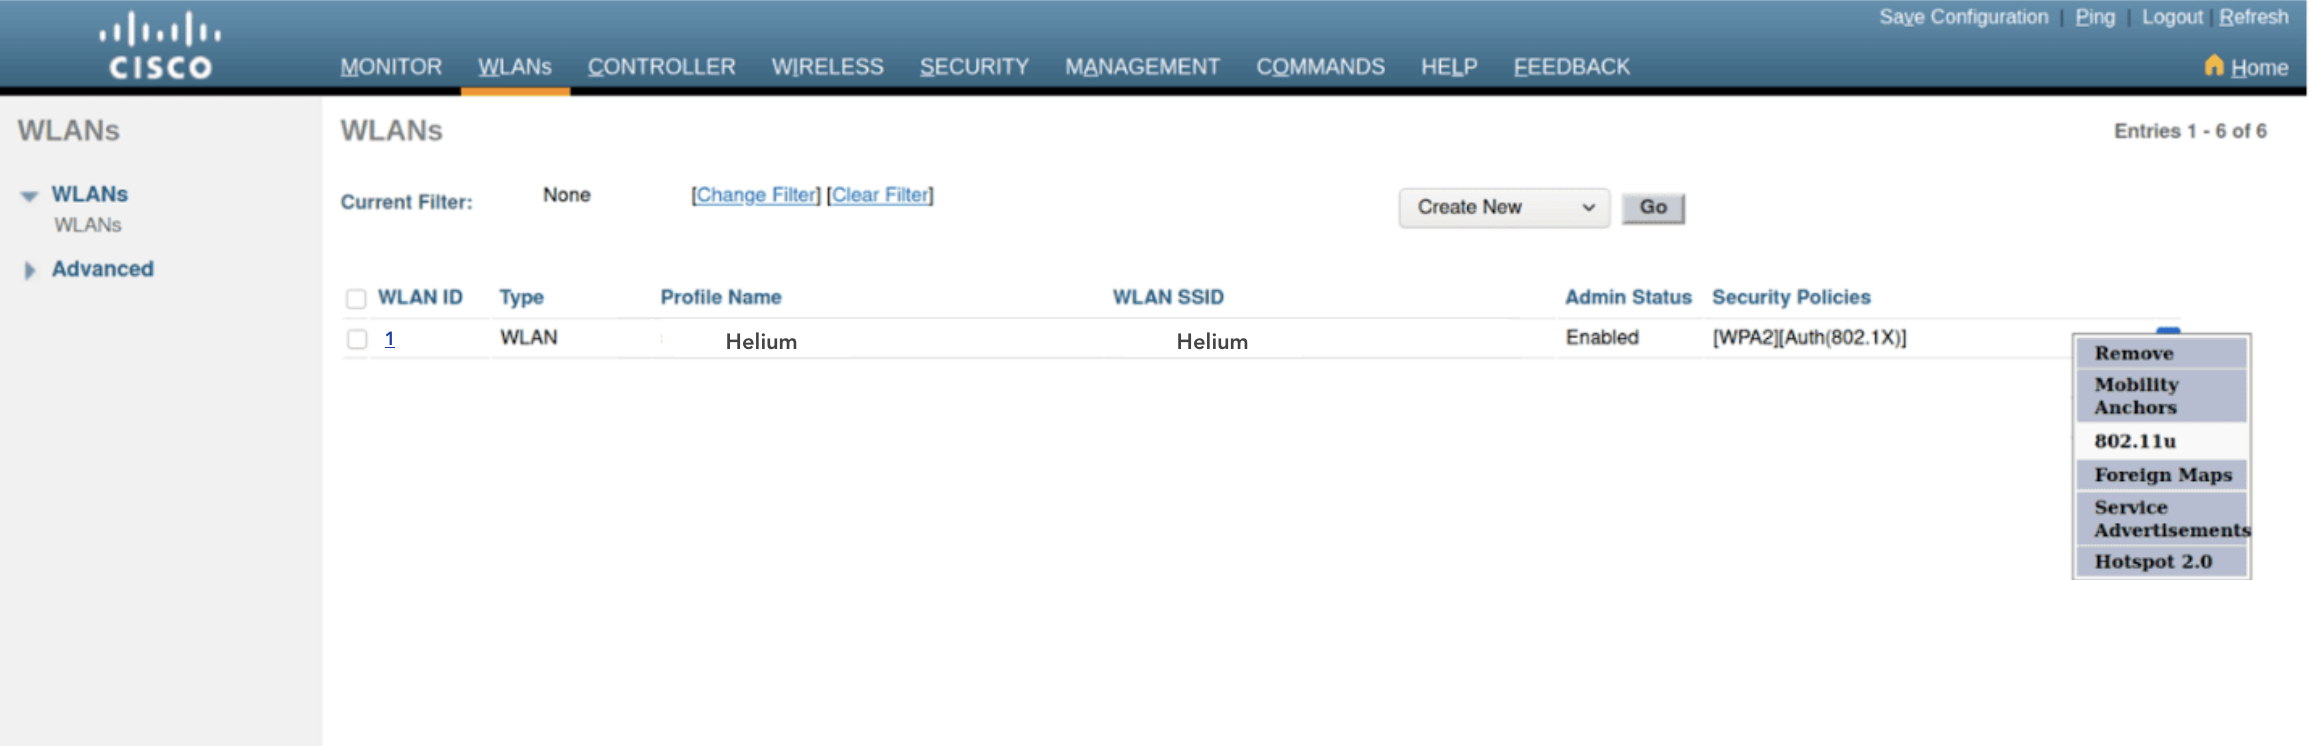 Save Configuration | Ping | Logout | Refresh
CISCO
MONITOR WLANs CONTROLLER WIRELESS SECURITY MANAGEMENT COMMANDS HELP FEEDBACK
Home
WLANs
WLANs
WLANs
Advanced
WLANs
Entries 1 - 6 of 6
Current Filter: None [Change Filter] [Clear Filter]
Create New
Go
WLAN ID Type Profile Name WLAN SSID Admin Status Security Policies
1 WLAN Helium Helium Enabled [WPA2][Auth(802.1X)]
Remove
Mobility
Anchors
802.11u
Foreign Maps
Service
Advertisements
Hotspot 2.0